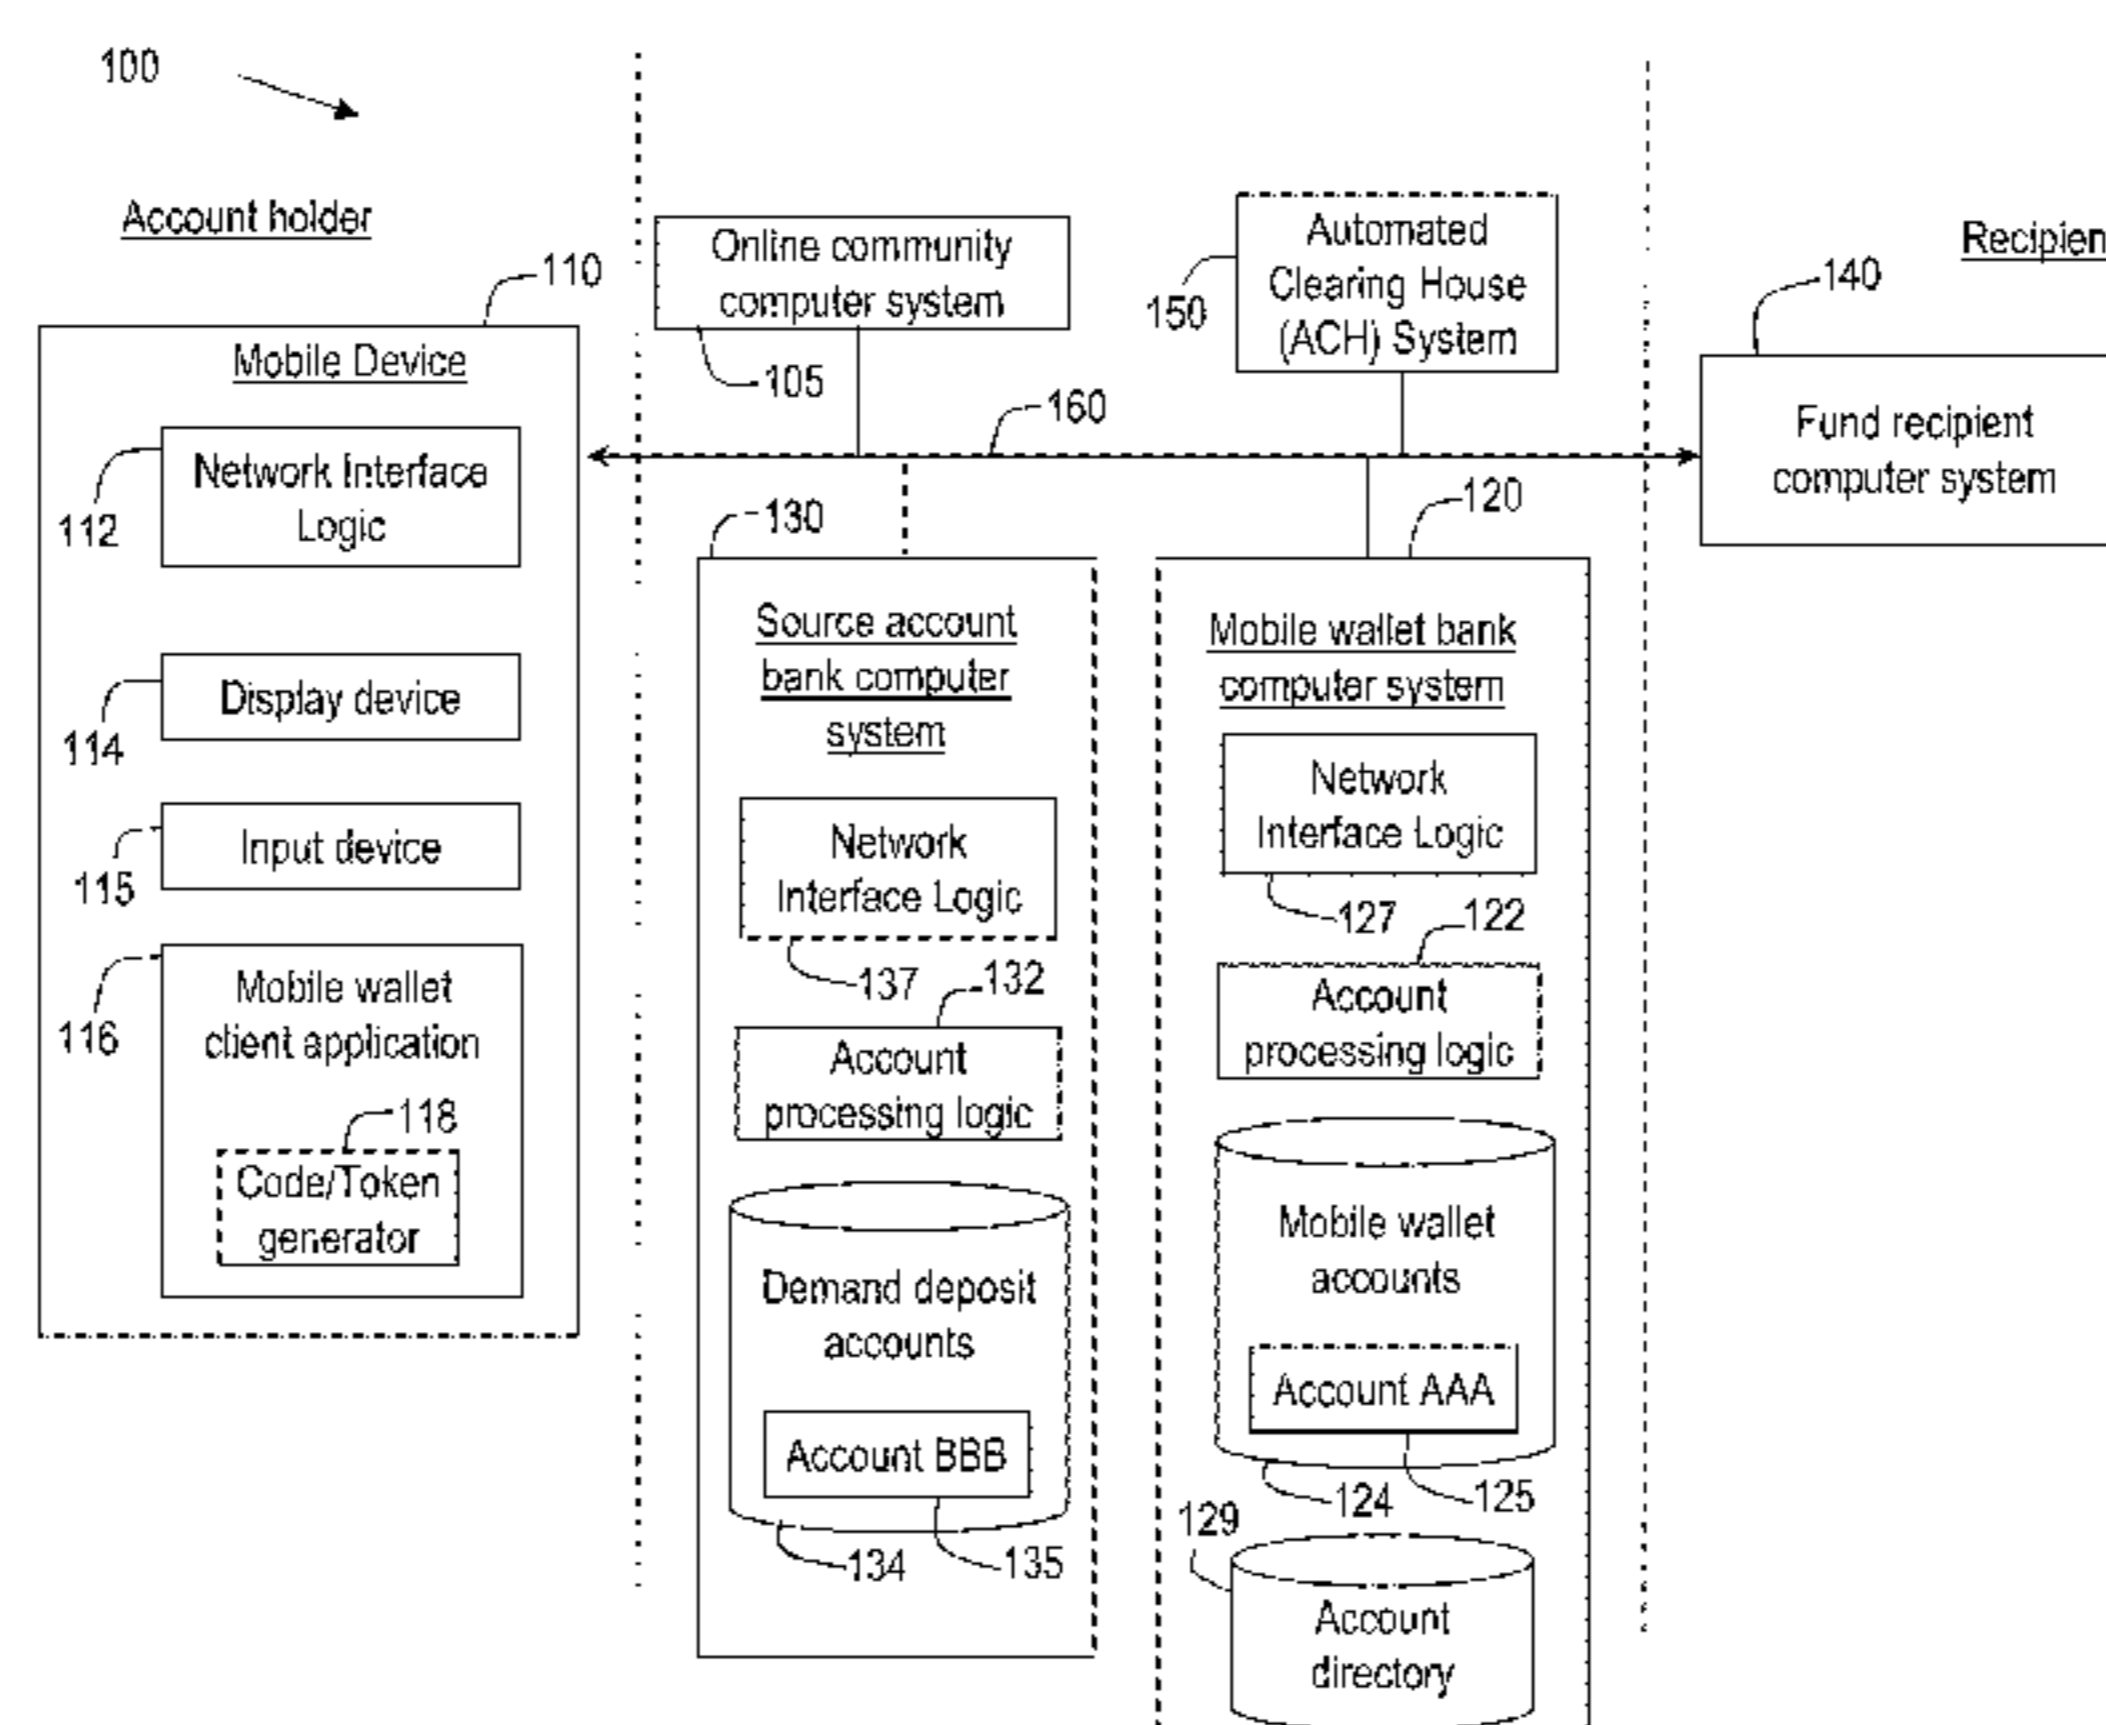 100
Account holder
110
Mobile Device
Network Interface
Logic
112
Display device
114
Input device
115
Mobile wallet
client application
116
118
Code/Token
generator
Online community
computer system
105
160
Automated
Clearing House
(ACH) System
150
130
Source account
bank computer
system
Network
Interface Logic
137
132
Account
processing logic
Demand deposit
accounts
Account BBB
134
135
120
Mobile wallet bank
computer system
Network
Interface Logic
127
122
Account
processing logic
Mobile wallet
accounts
Account AAA
124
125
129
Account
directory
Recipien
140
Fund recipient
computer system